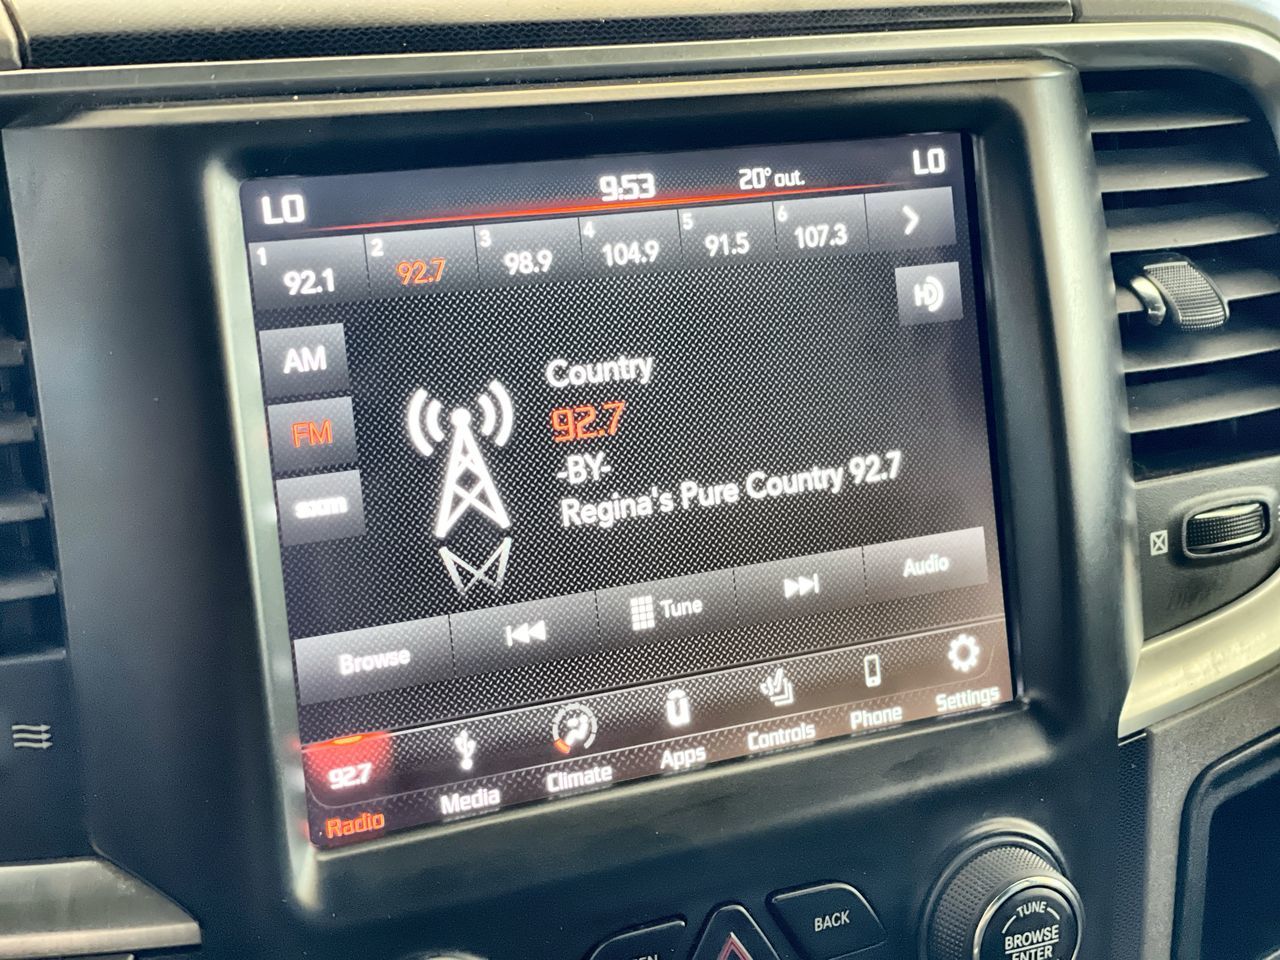 LO 9:53 20° out. LO
1 92.1 2 92.7 3 98.9 4 104.9 5 91.5 6 107.3
HD
AM
FM
sxm
Country
92.7
-BY-
Regina's Pure Country 92.7
Browse Tune Audio
92.7
Radio Media Climate Apps Controls Phone Settings
BACK
TUNE
BROWSE
ENTER